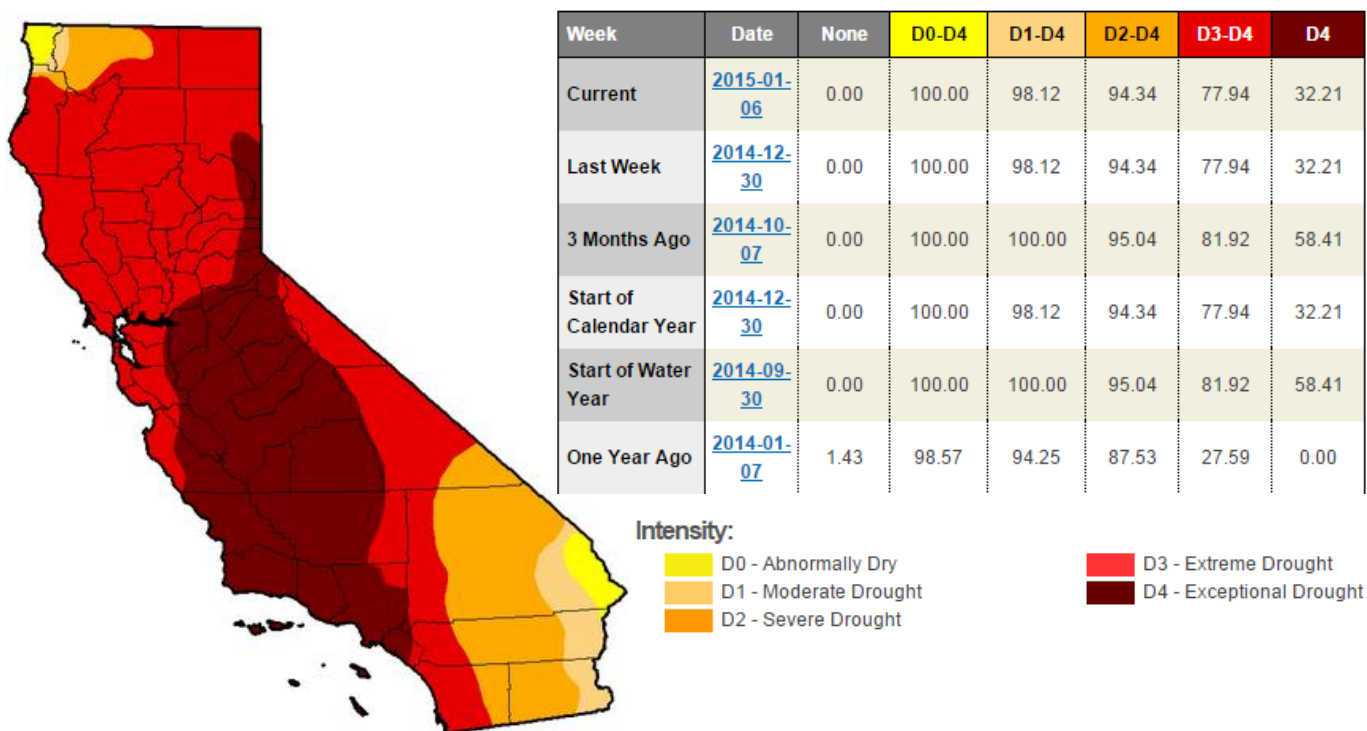 Week Date None D0-D4 D1-D4 D2-D4 D3-D4 D4
Current 2015-01-06 0.00 100.00 98.12 94.34 77.94 32.21
Last Week 2014-12-30 0.00 100.00 98.12 94.34 77.94 32.21
3 Months Ago 2014-10-07 0.00 100.00 100.00 95.04 81.92 58.41
Start of Calendar Year 2014-12-30 0.00 100.00 98.12 94.34 77.94 32.21
Start of Water Year 2014-09-30 0.00 100.00 100.00 95.04 81.92 58.41
One Year Ago 2014-01-07 1.43 98.57 94.25 87.53 27.59 0.00
Intensity:
D0 - Abnormally Dry
D1 - Moderate Drought
D2 - Severe Drought
D3 - Extreme Drought
D4 - Exceptional Drought